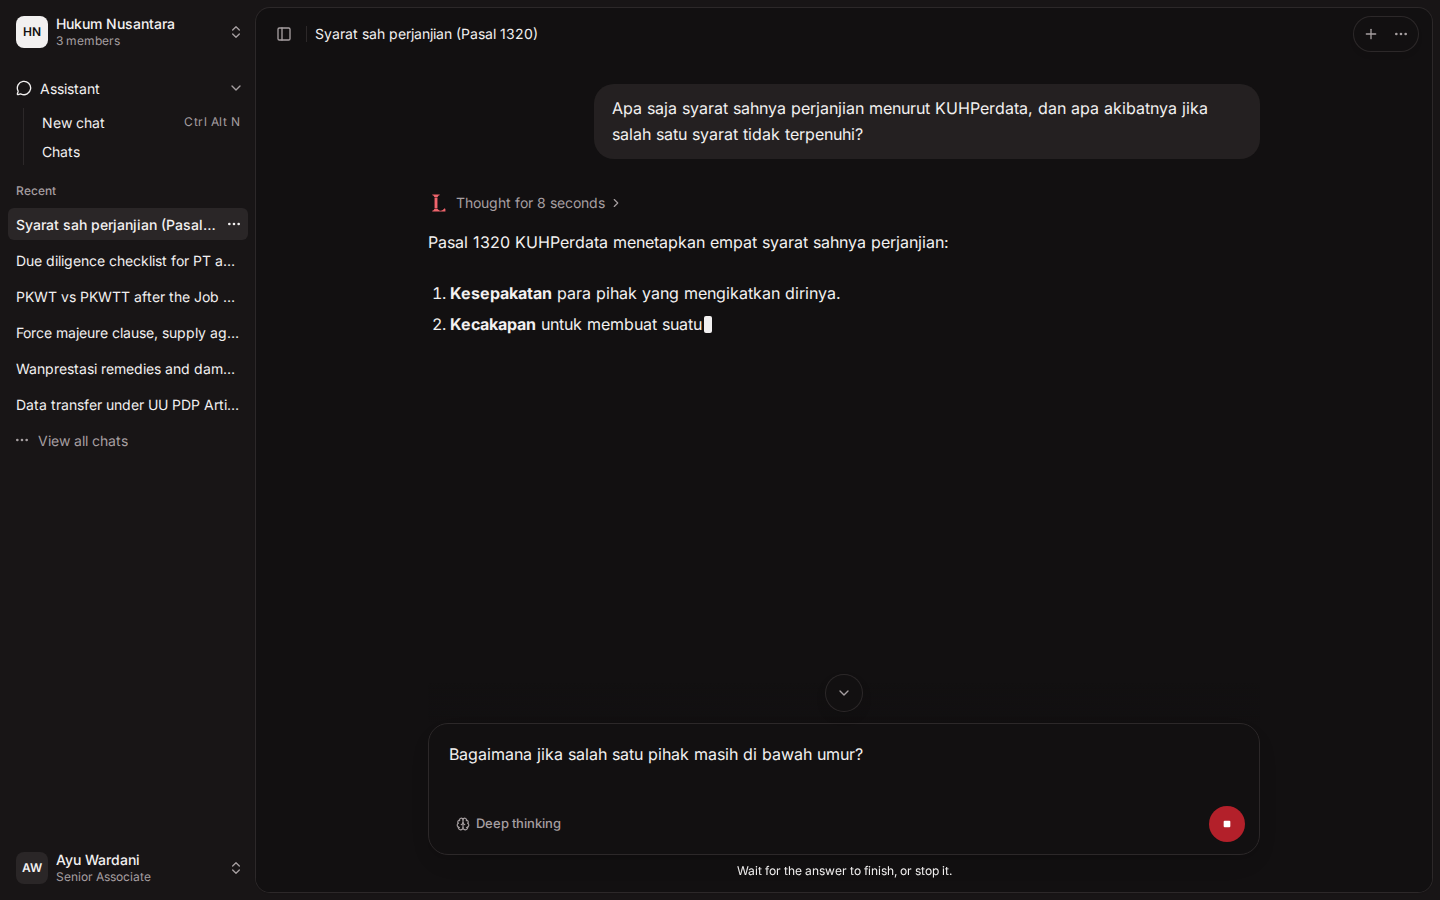 HN
Hukum Nusantara
3 members
Assistant
New chat
Ctrl Alt N
Chats
Recent
Syarat sah perjanjian (Pasal...
Due diligence checklist for PT a...
PKWT vs PKWTT after the Job ...
Force majeure clause, supply ag...
Wanprestasi remedies and dam...
Data transfer under UU PDP Arti...
View all chats
AW
Ayu Wardani
Senior Associate
Syarat sah perjanjian (Pasal 1320)
Apa saja syarat sahnya perjanjian menurut KUHPerdata, dan apa akibatnya jika
salah satu syarat tidak terpenuhi?
L
Thought for 8 seconds
Pasal 1320 KUHPerdata menetapkan empat syarat sahnya perjanjian:
1. Kesepakatan para pihak yang mengikatkan dirinya.
2. Kecakapan untuk membuat suatu
Bagaimana jika salah satu pihak masih di bawah umur?
Deep thinking
Wait for the answer to finish, or stop it.